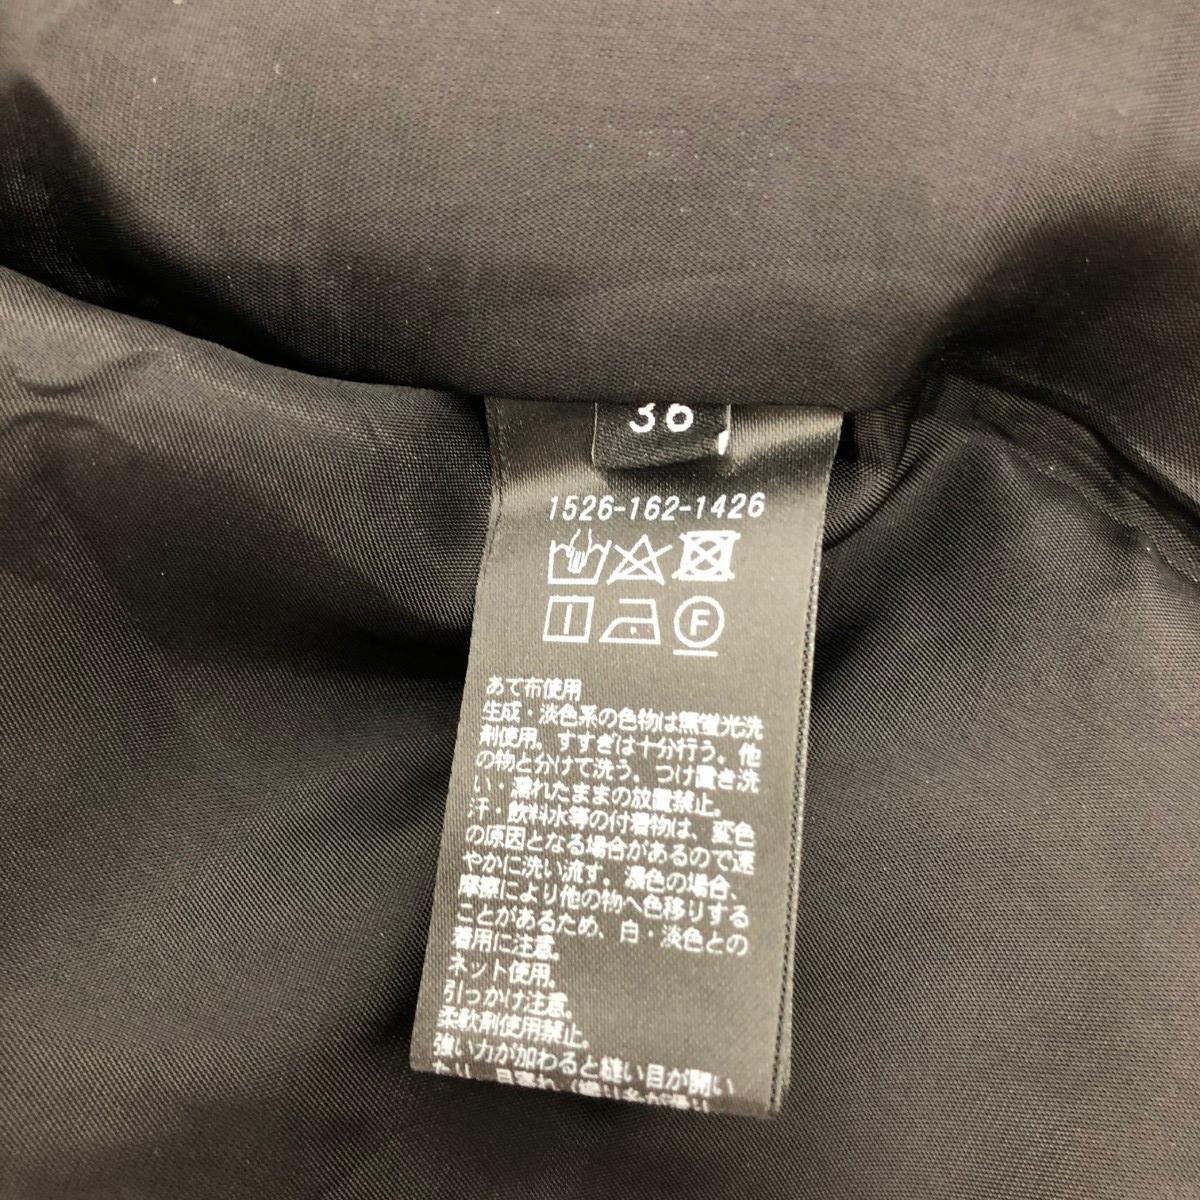 36
1526-162-1426
F
あて布使用
生成・淡色系の色物は無蛍光洗
剤使用。すすぎは十分行う。他
の物と分けて洗う。つけ置き洗
い・濡れたままの放置禁止。
汗・飲料水等の付着物は、変色
の原因となる場合があるので速
やかに洗い流す。濃色の場合、
摩擦により他の物へ色移りする
ことがあるため、白・淡色との
着用に注意。
ネット使用。
引っかけ注意。
柔軟剤使用禁止。
強い力が加わると縫い目が開い
たり、目寄れ（